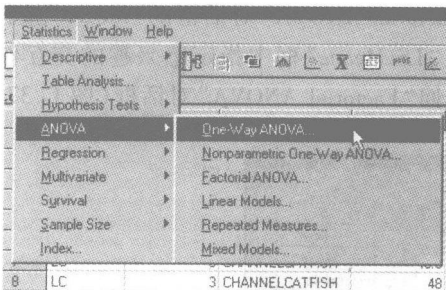 Statistics Window Help
Descriptive
Table Analysis...
Hypothesis Tests
ANOVA
Regression
Multivariate
Survival
Sample Size
Index...
One-Way ANOVA...
Nonparametric One-Way ANOVA...
Factorial ANOVA...
Linear Models...
Repeated Measures...
Mixed Models...
8 LC 3 CHANNELCATFISH 48